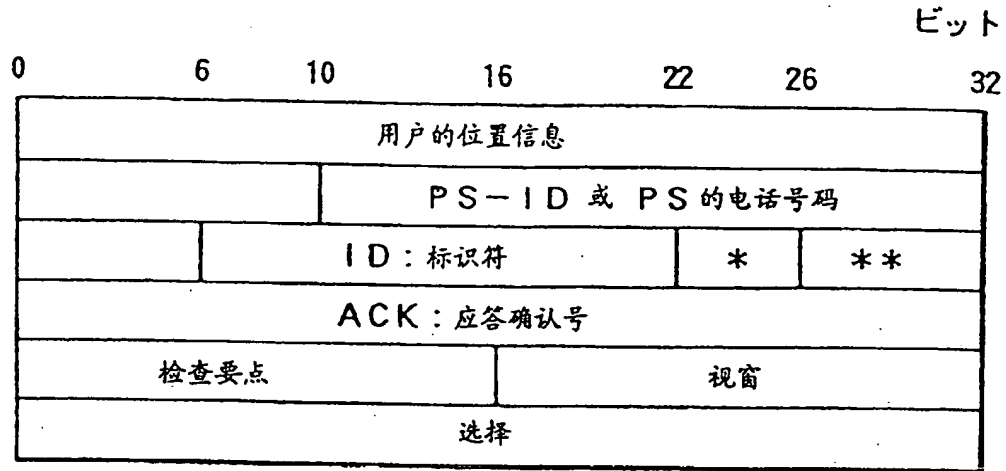 ビット
0 6 10 16 22 26 32
用户的位置信息
PS-ID 或 PS的电话号码
ID:标识符 * **
ACK:应答确认号
检查要点 视窗
选择